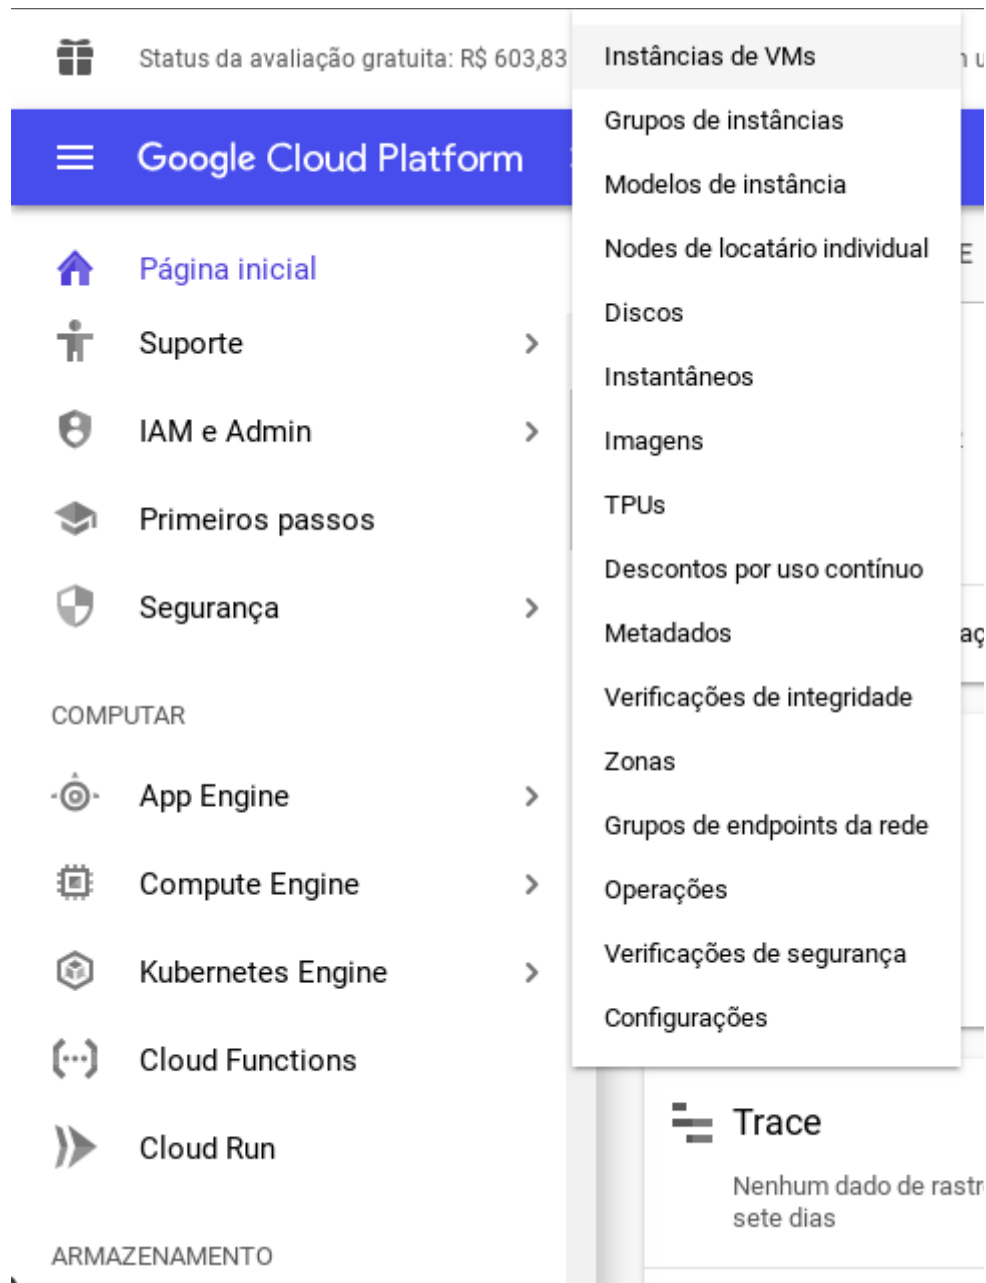 Status da avaliação gratuita: R$ 603,83
Google Cloud Platform
Página inicial
Suporte
IAM e Admin
Primeiros passos
Segurança
COMPUTAR
App Engine
Compute Engine
Kubernetes Engine
Cloud Functions
Cloud Run
ARMAZENAMENTO
Instâncias de VMs
Grupos de instâncias
Modelos de instância
Nodes de locatário individual
Discos
Instantâneos
Imagens
TPUs
Descontos por uso contínuo
Metadados
Verificações de integridade
Zonas
Grupos de endpoints da rede
Operações
Verificações de segurança
Configurações
Trace
Nenhum dado de rastr
sete dias